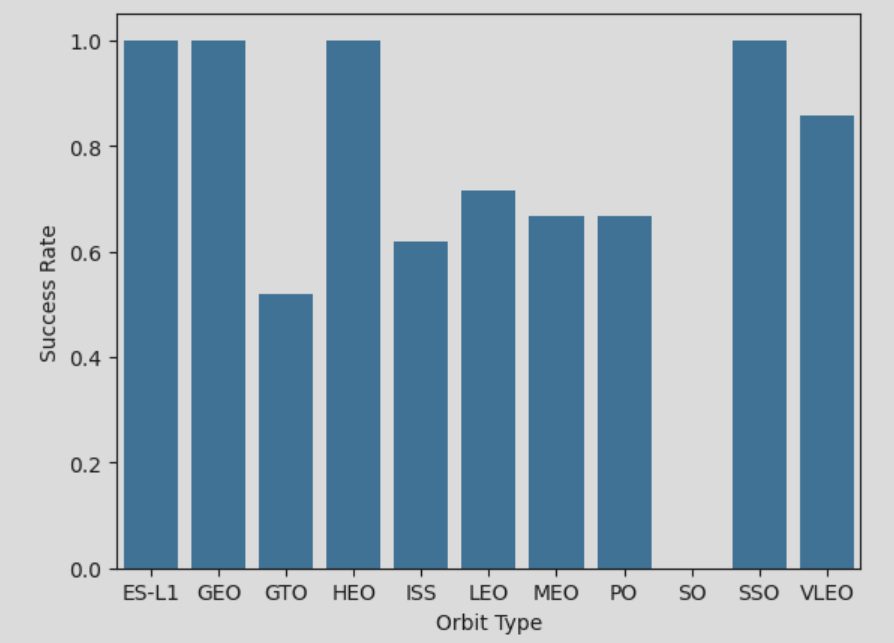 1.0
0.8
0.6
0.4
0.2
0.0
Success Rate
ES-L1 GEO GTO HEO ISS LEO MEO PO SO SSO VLEO
Orbit Type